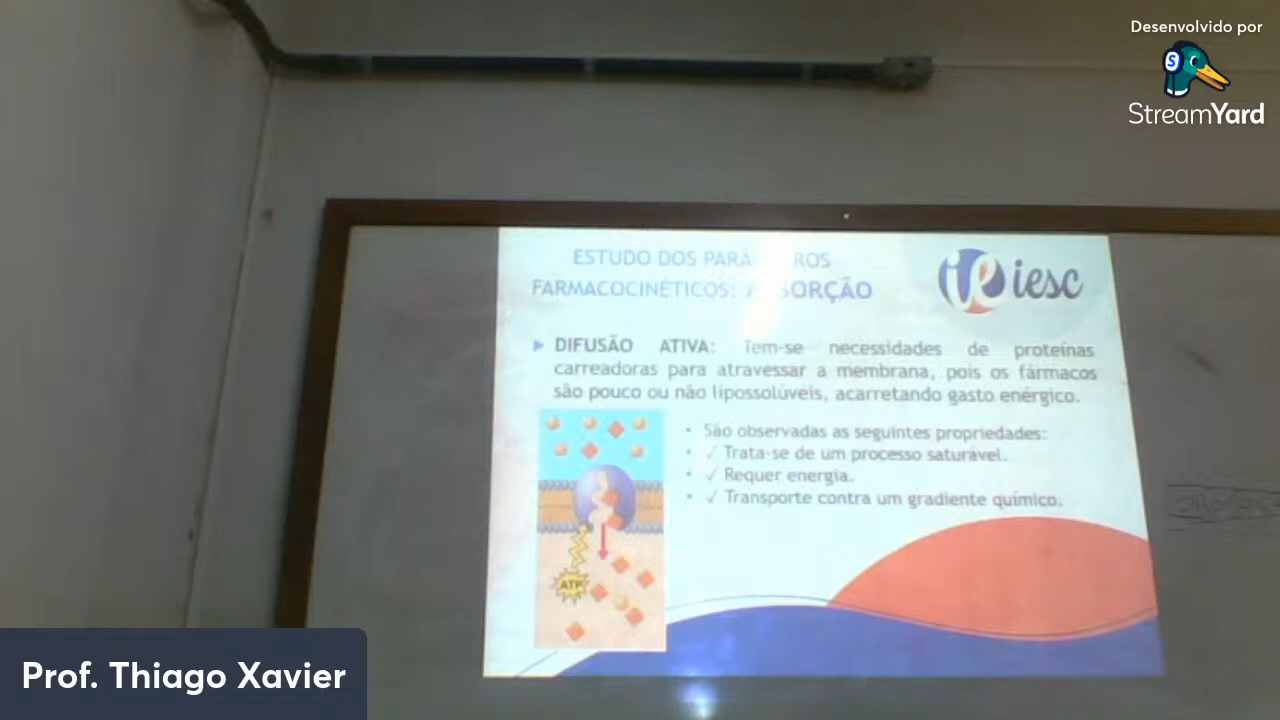 Desenvolvido por
StreamYard
ESTUDO DOS PARÁ ROS
FARMACOCINÉTICOS: SORÇÃO
iesc
DIFUSÃO ATIVA: Tem-se necessidades de proteínas
carreadoras para atravessar a membrana, pois os fármacos
são pouco ou não lipossolúveis, acarretando gasto enérgico.
• São observadas as seguintes propriedades:
• ✓ Trata-se de um processo saturável.
• ✓ Requer energia.
• ✓ Transporte contra um gradiente químico.
ATP
Prof. Thiago Xavier